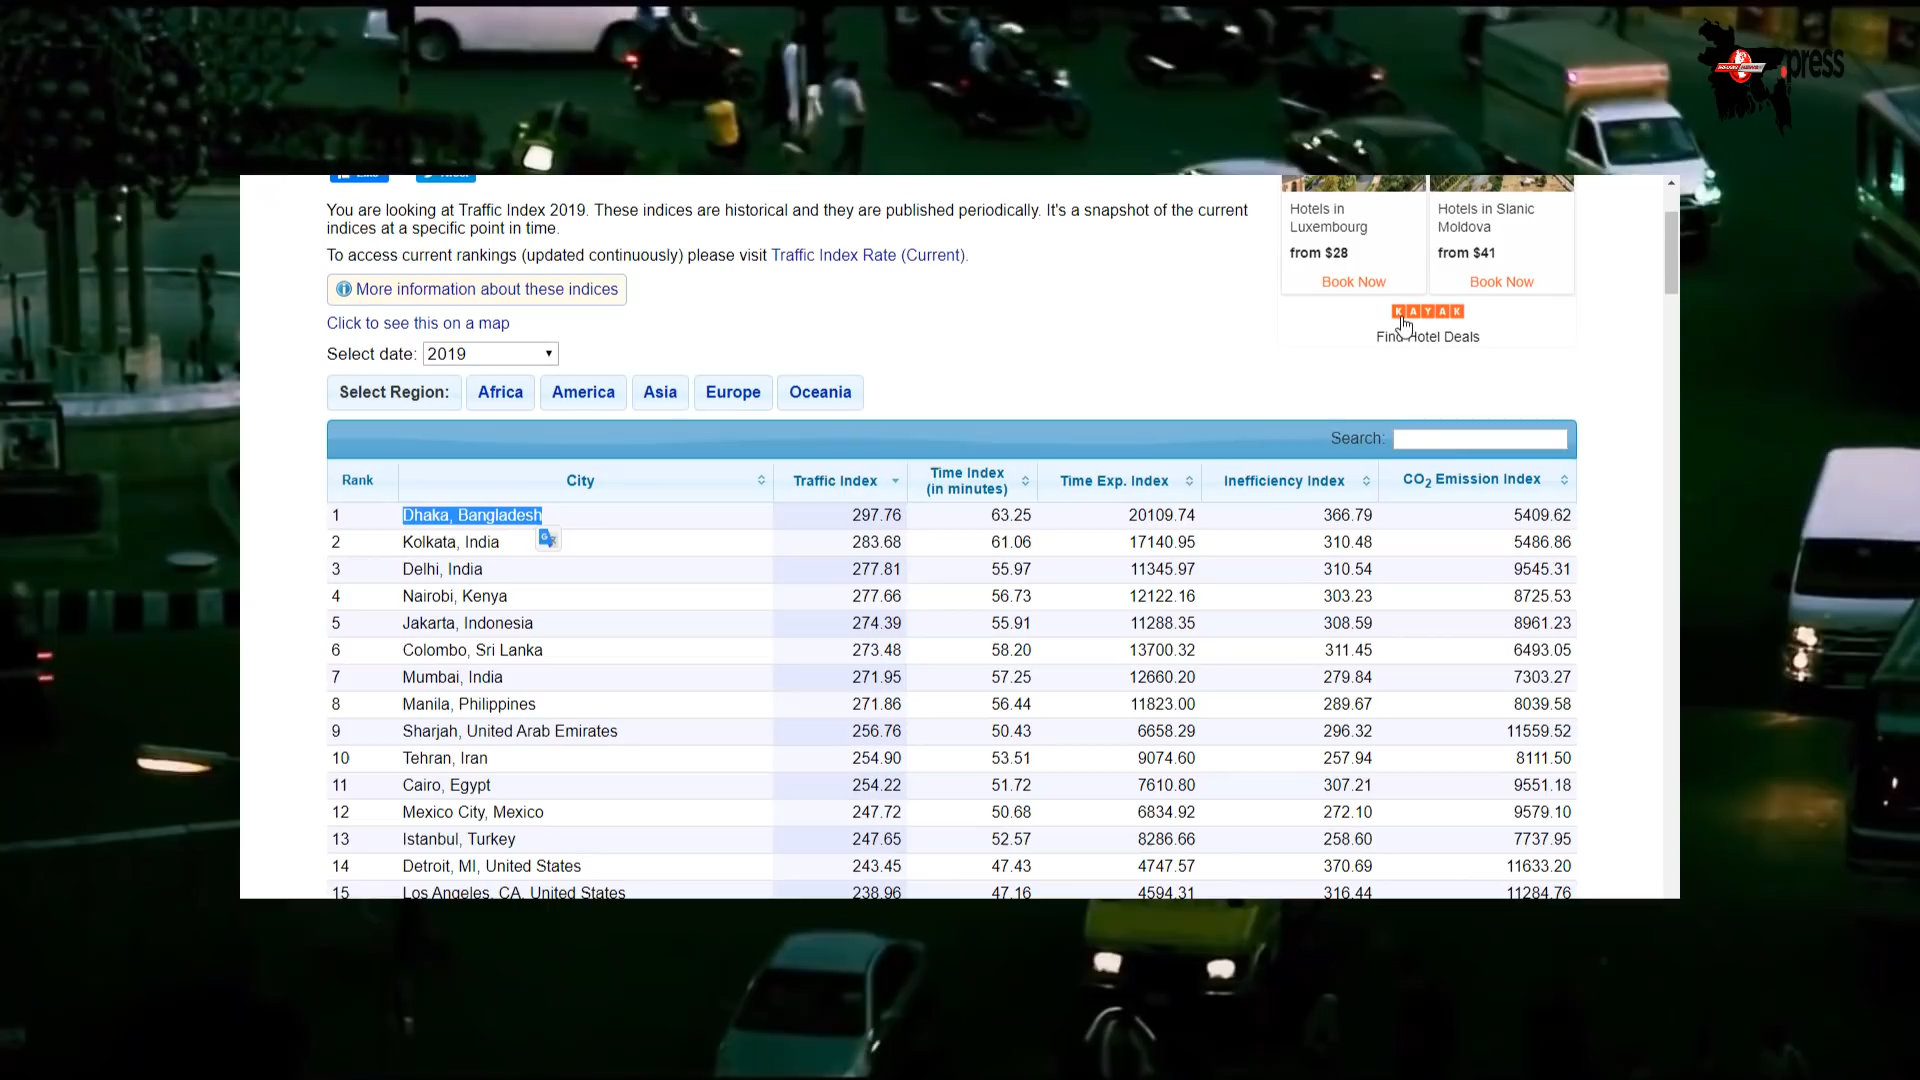 press
You are looking at Traffic Index 2019. These indices are historical and they are published periodically. It's a snapshot of the current
indices at a specific point in time.
To access current rankings (updated continuously) please visit Traffic Index Rate (Current).
More information about these indices
Click to see this on a map
Select date: 2019
Select Region: Africa America Asia Europe Oceania
Hotels in Luxembourg
from $28
Book Now
Hotels in Slanic Moldova
from $41
Book Now
KAYAK
Find Hotel Deals
Search:
Rank City Traffic Index Time Index (in minutes) Time Exp. Index Inefficiency Index CO2 Emission Index
1 Dhaka, Bangladesh 297.76 63.25 20109.74 366.79 5409.62
2 Kolkata, India 283.68 61.06 17140.95 310.48 5486.86
3 Delhi, India 277.81 55.97 11345.97 310.54 9545.31
4 Nairobi, Kenya 277.66 56.73 12122.16 303.23 8725.53
5 Jakarta, Indonesia 274.39 55.91 11288.35 308.59 8961.23
6 Colombo, Sri Lanka 273.48 58.20 13700.32 311.45 6493.05
7 Mumbai, India 271.95 57.25 12660.20 279.84 7303.27
8 Manila, Philippines 271.86 56.44 11823.00 289.67 8039.58
9 Sharjah, United Arab Emirates 256.76 50.43 6658.29 296.32 11559.52
10 Tehran, Iran 254.90 53.51 9074.60 257.94 8111.50
11 Cairo, Egypt 254.22 51.72 7610.80 307.21 9551.18
12 Mexico City, Mexico 247.72 50.68 6834.92 272.10 9579.10
13 Istanbul, Turkey 247.65 52.57 8286.66 258.60 7737.95
14 Detroit, MI, United States 243.45 47.43 4747.57 370.69 11633.20
15 Los Angeles, CA, United States 238.96 47.16 4594.31 316.44 11284.76